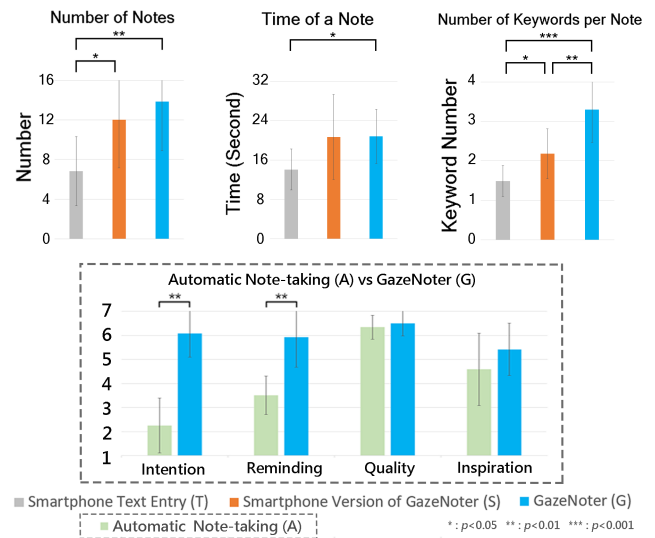 Number of Notes
Time of a Note
Number of Keywords per Note
**
*
*
***
*
**
16
12
8
4
0
Number
32
24
16
8
0
Time (Second)
4
3
2
1
0
Keyword Number
Automatic Note-taking (A) vs GazeNoter (G)
**
**
7
6
5
4
3
2
1
Intention
Reminding
Quality
Inspiration
Smartphone Text Entry (T)
Smartphone Version of GazeNoter (S)
GazeNoter (G)
Automatic Note-taking (A)
* : p<0.05 ** : p<0.01 *** : p<0.001